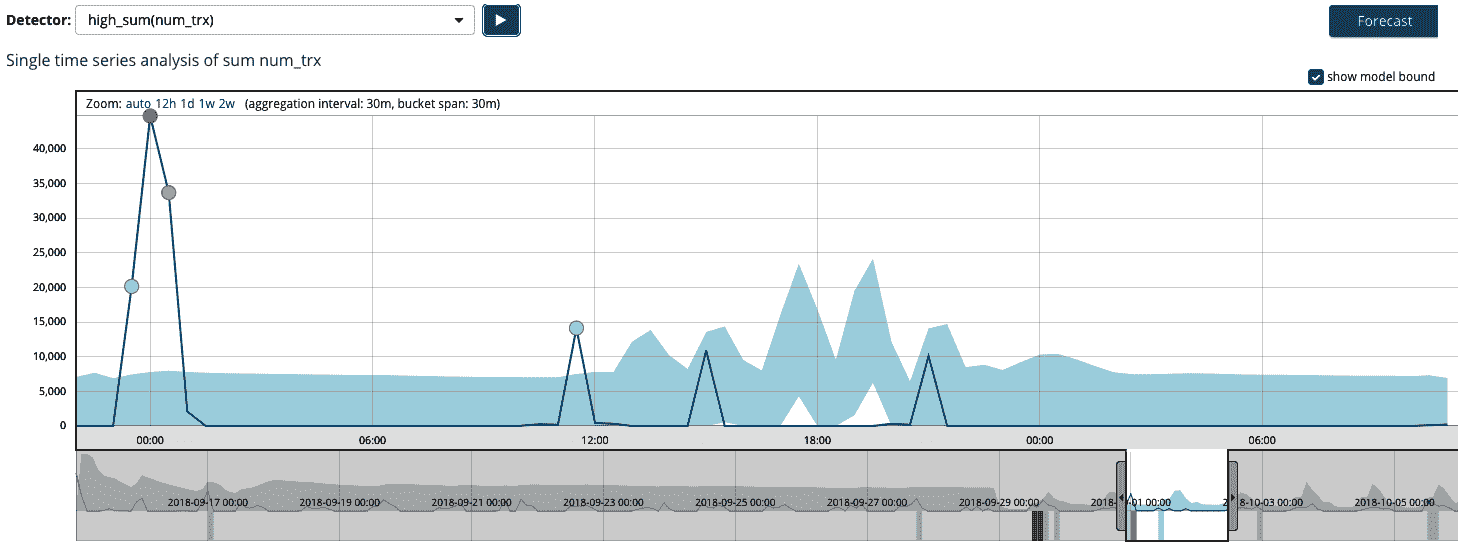 Detector: high_sum(num_trx) Forecast
Single time series analysis of sum num_trx
show model bound
Zoom: auto 12h 1d 1w 2w (aggregation interval: 30m, bucket span: 30m)
40,000
35,000
30,000
25,000
20,000
15,000
10,000
5,000
0
00:00 06:00 12:00 18:00 00:00 06:00
2018-09-17 00:00 2018-09-19 00:00 2018-09-21 00:00 2018-09-23 00:00 2018-09-25 00:00 2018-09-27 00:00 2018-09-29 00:00 2018- -01 00:00 8-10-03 00:00 2018-10-05 00:00